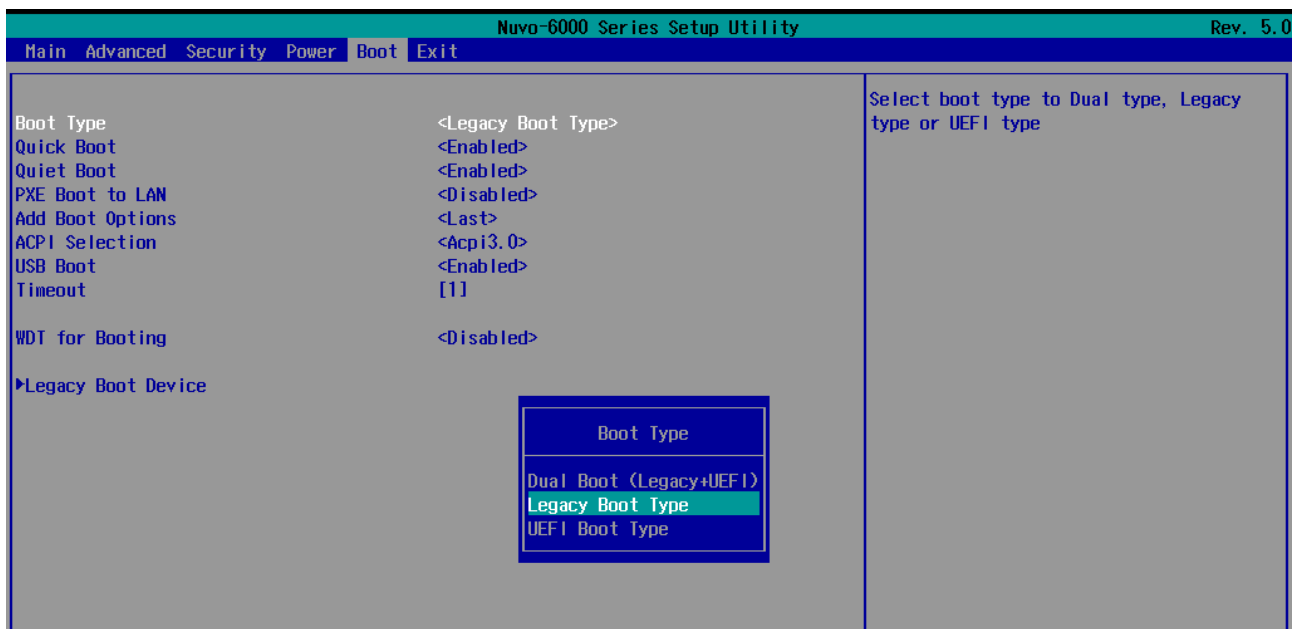 Nuvo-6000 Series Setup Utility Rev. 5.0
Main Advanced Security Power Boot Exit
Boot Type <Legacy Boot Type>
Quick Boot <Enabled>
Quiet Boot <Enabled>
PXE Boot to LAN <Disabled>
Add Boot Options <Last>
ACPI Selection <Acpi3.0>
USB Boot <Enabled>
Timeout [1]
WDT for Booting <Disabled>
▶Legacy Boot Device
Boot Type
Dual Boot (Legacy+UEFI)
Legacy Boot Type
UEFI Boot Type
Select boot type to Dual type, Legacy
type or UEFI type